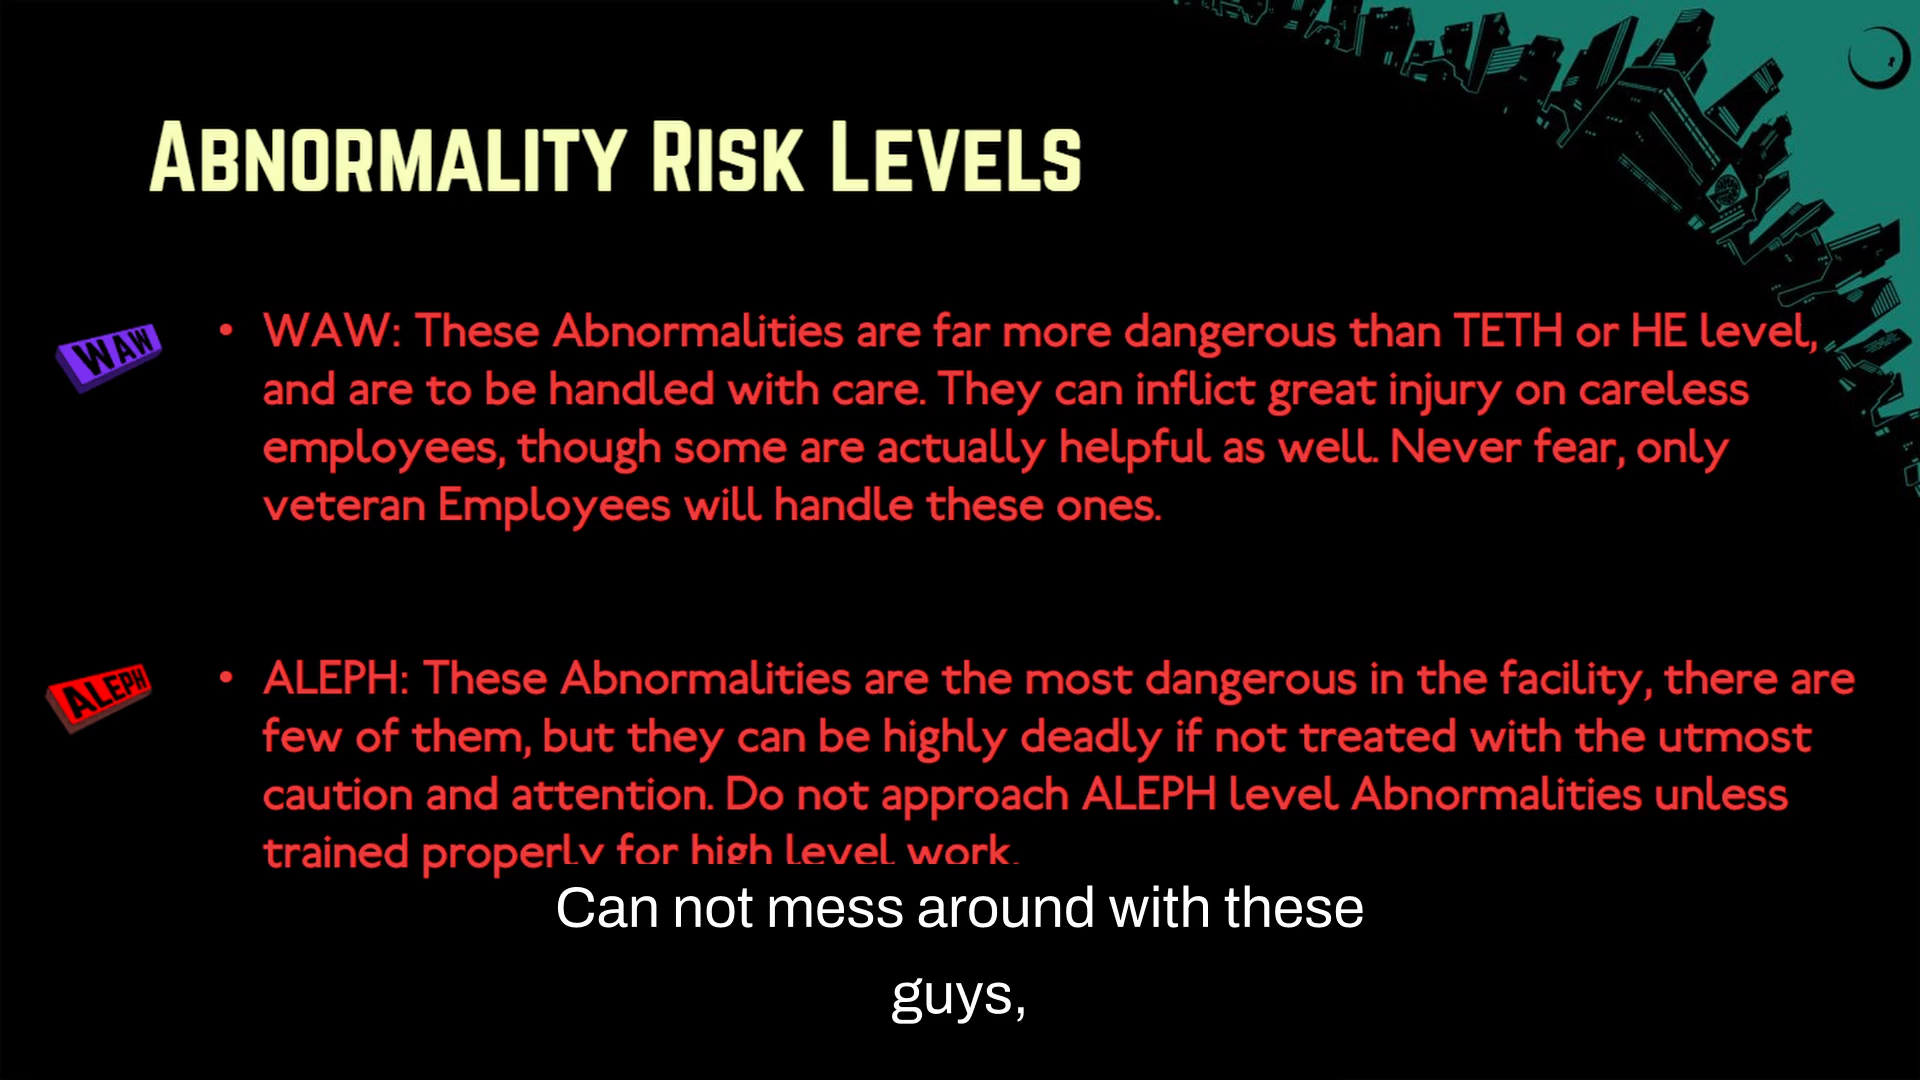 Abnormality Risk Levels
WAW
• WAW: These Abnormalities are far more dangerous than TETH or HE level,
and are to be handled with care. They can inflict great injury on careless
employees, though some are actually helpful as well. Never fear, only
veteran Employees will handle these ones.
ALEPH
• ALEPH: These Abnormalities are the most dangerous in the facility, there are
few of them, but they can be highly deadly if not treated with the utmost
caution and attention. Do not approach ALEPH level Abnormalities unless
trained properly for high level work.
Can not mess around with these
guys,